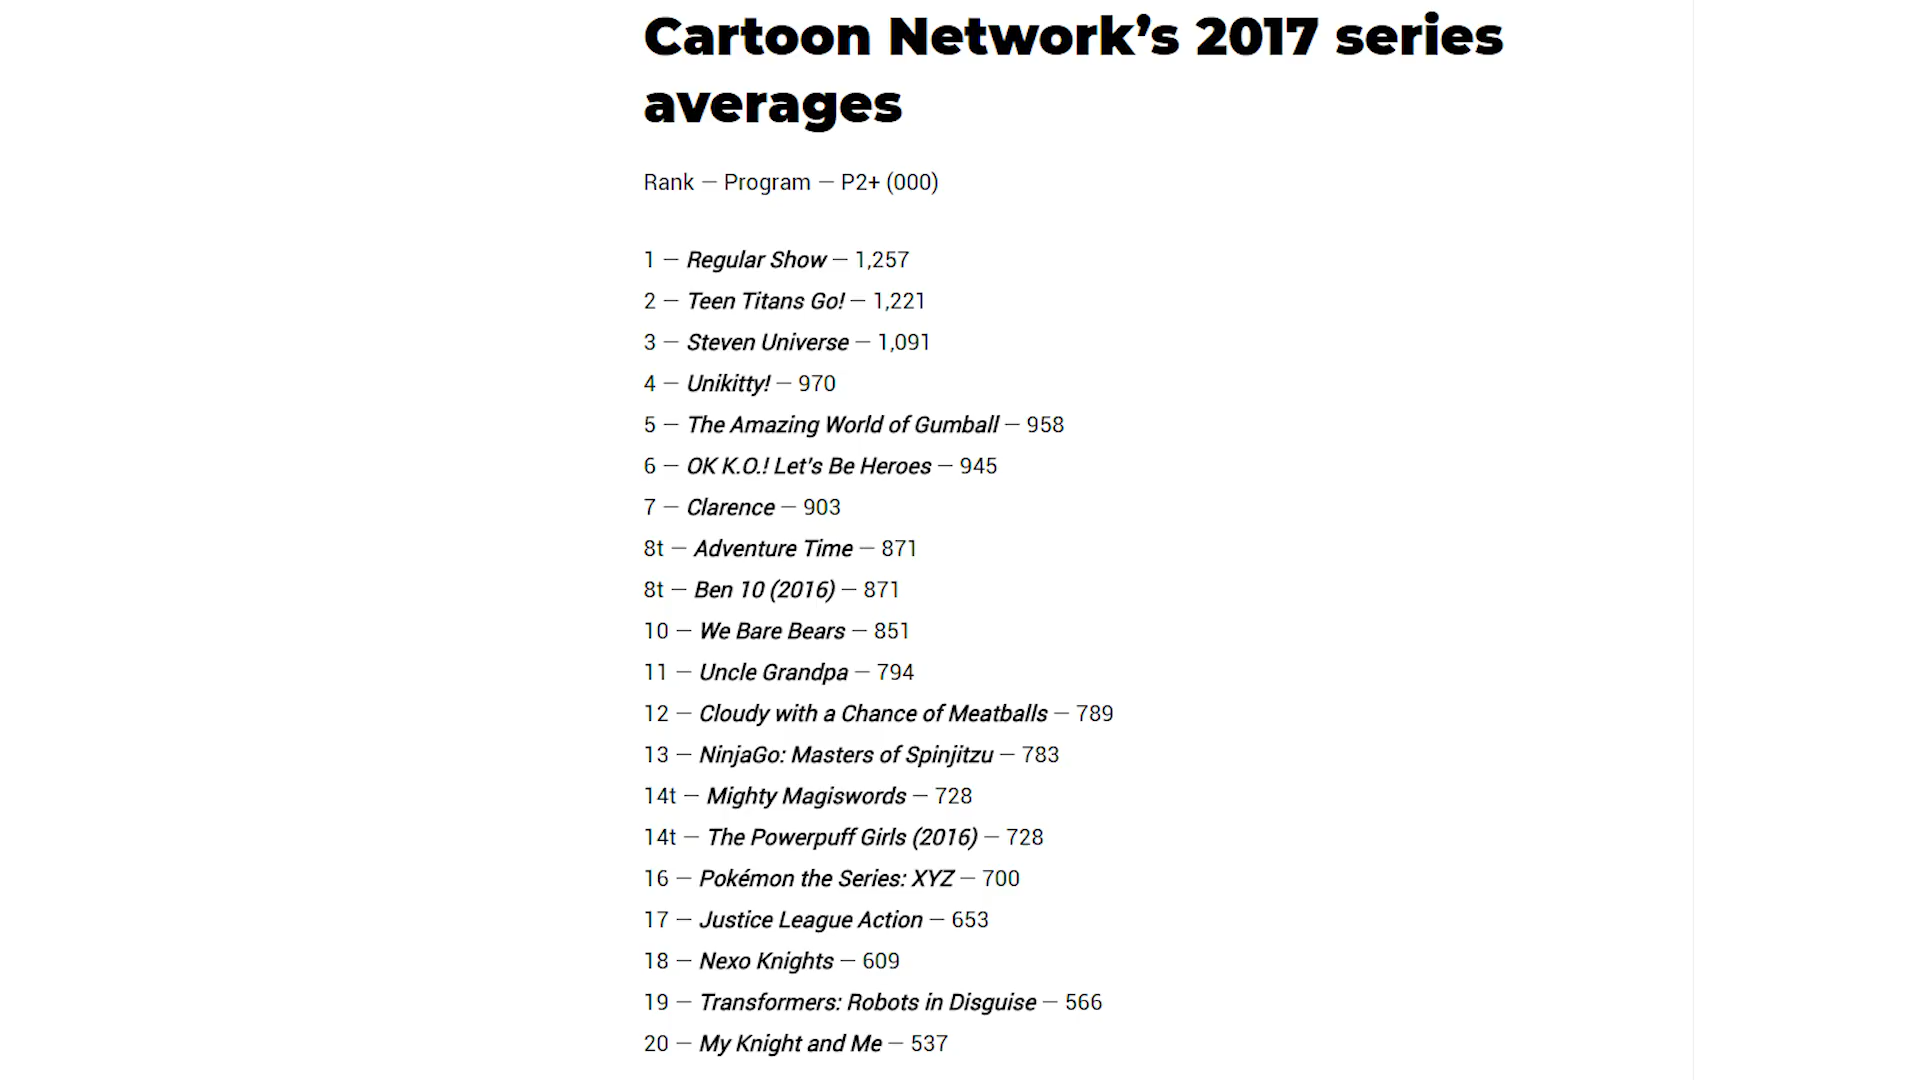 Cartoon Network’s 2017 series
averages
Rank — Program — P2+ (000)
1 — Regular Show — 1,257
2 — Teen Titans Go! — 1,221
3 — Steven Universe — 1,091
4 — Unikitty! — 970
5 — The Amazing World of Gumball — 958
6 — OK K.O.! Let’s Be Heroes — 945
7 — Clarence — 903
8t — Adventure Time — 871
8t — Ben 10 (2016) — 871
10 — We Bare Bears — 851
11 — Uncle Grandpa — 794
12 — Cloudy with a Chance of Meatballs — 789
13 — NinjaGo: Masters of Spinjitzu — 783
14t — Mighty Magiswords — 728
14t — The Powerpuff Girls (2016) — 728
16 — Pokémon the Series: XYZ — 700
17 — Justice League Action — 653
18 — Nexo Knights — 609
19 — Transformers: Robots in Disguise — 566
20 — My Knight and Me — 537